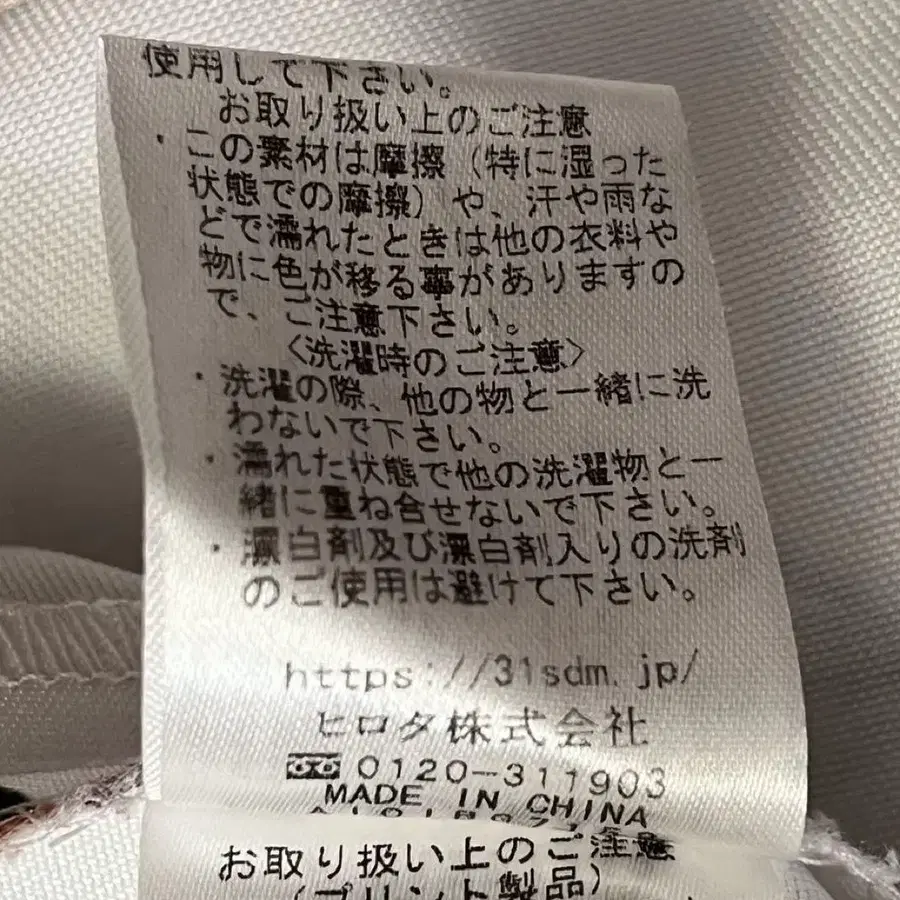 使用して下さい。
お取り扱い上のご注意
・この素材は摩擦（特に湿った
状態での摩擦）や、汗や雨な
どで濡れたときは他の衣料や
物に色が移る事がありますの
で、ご注意下さい。
〈洗濯時のご注意〉
・洗濯の際、他の物と一緒に洗
わないで下さい。
・濡れた状態で他の洗濯物と一
緒に重ね合せないで下さい。
・漂白剤及び漂白剤入りの洗剤
のご使用は避けて下さい。
https://31sdm.jp/
ヒロタ株式会社
0120-311903
MADE IN CHINA
お取り扱い上のご注意
(プリント製品)